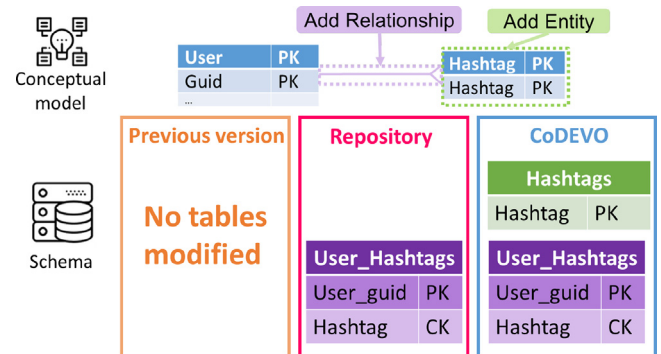 Add Relationship
Add Entity
Conceptual
model
User PK
Guid PK
...
Hashtag PK
Hashtag PK
Previous version
No tables
modified
Repository
User_Hashtags
User_guid PK
Hashtag CK
CoDEVO
Hashtags
Hashtag PK
User_Hashtags
User_guid PK
Hashtag CK
Schema